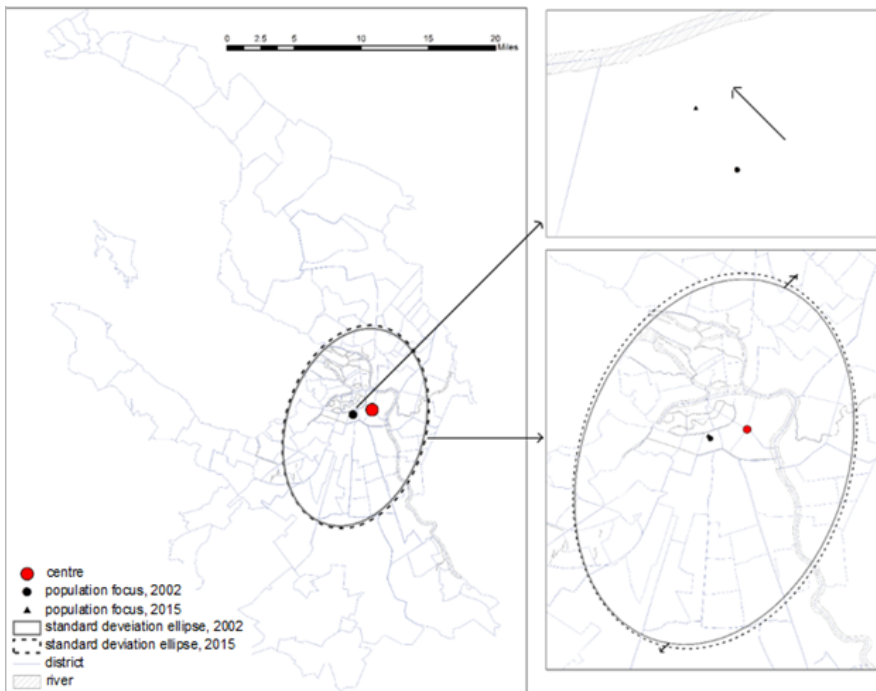 0 2.5 5 10 15 20
Miles
centre
population focus, 2002
population focus, 2015
standard deveiation ellipse, 2002
standard deviation ellipse, 2015
district
river